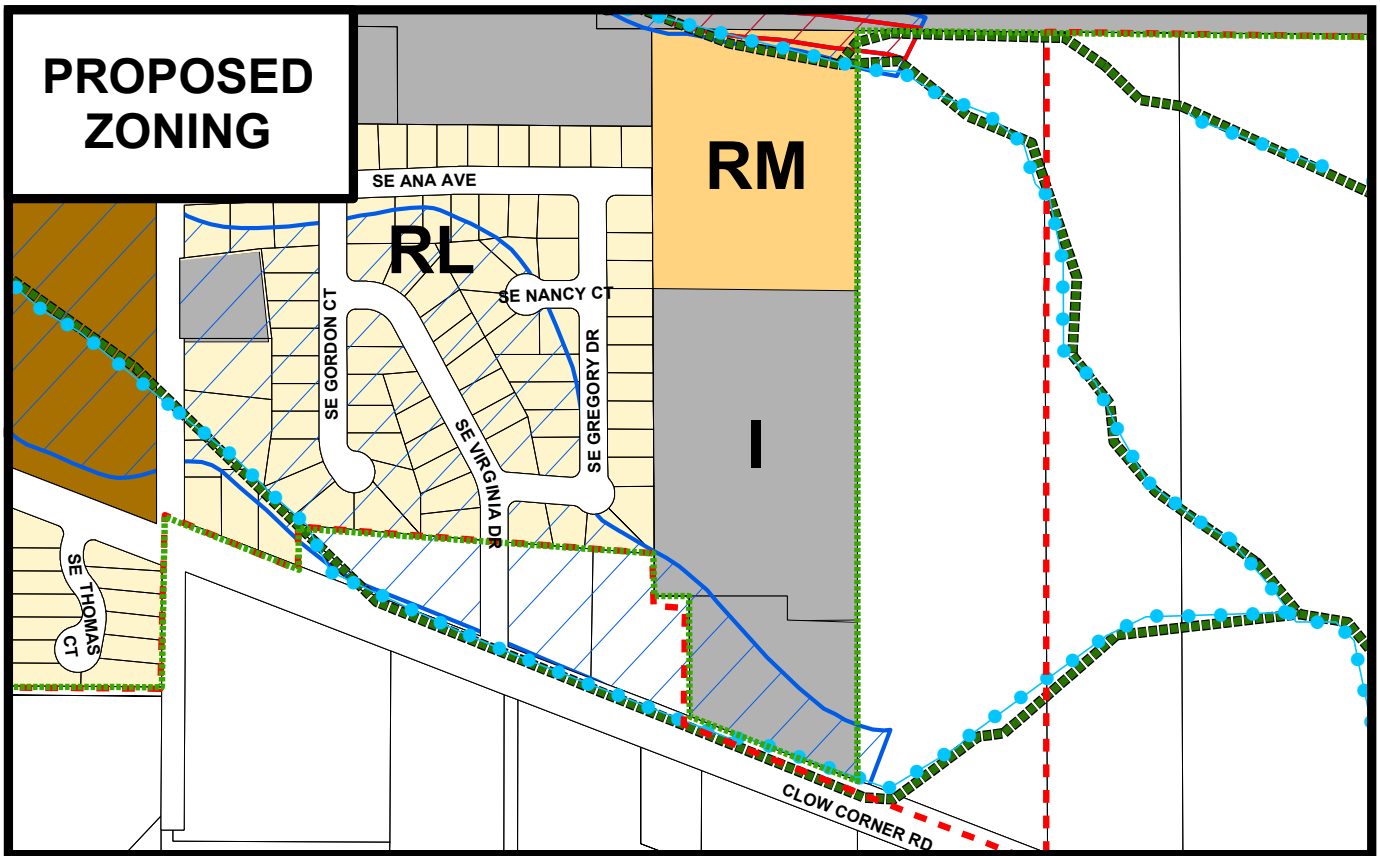 PROPOSED
ZONING
SE ANA AVE
RM
RL
SE NANCY CT
SE GORDON CT
SE GREGORY DR
SE VIRGINIA DR
I
SE THOMAS
CT
CLOW CORNER RD